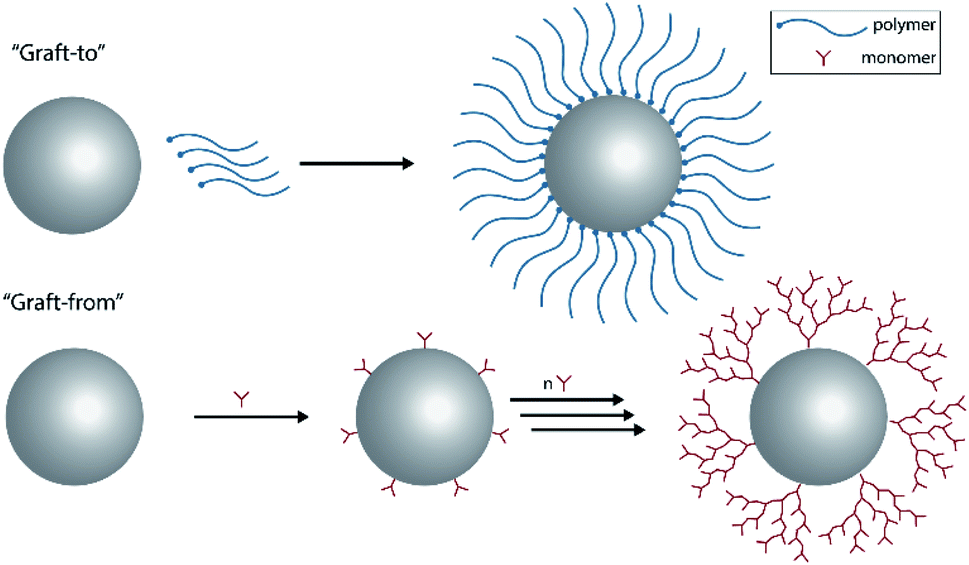 "Graft-to"
polymer
monomer
"Graft-from"
n